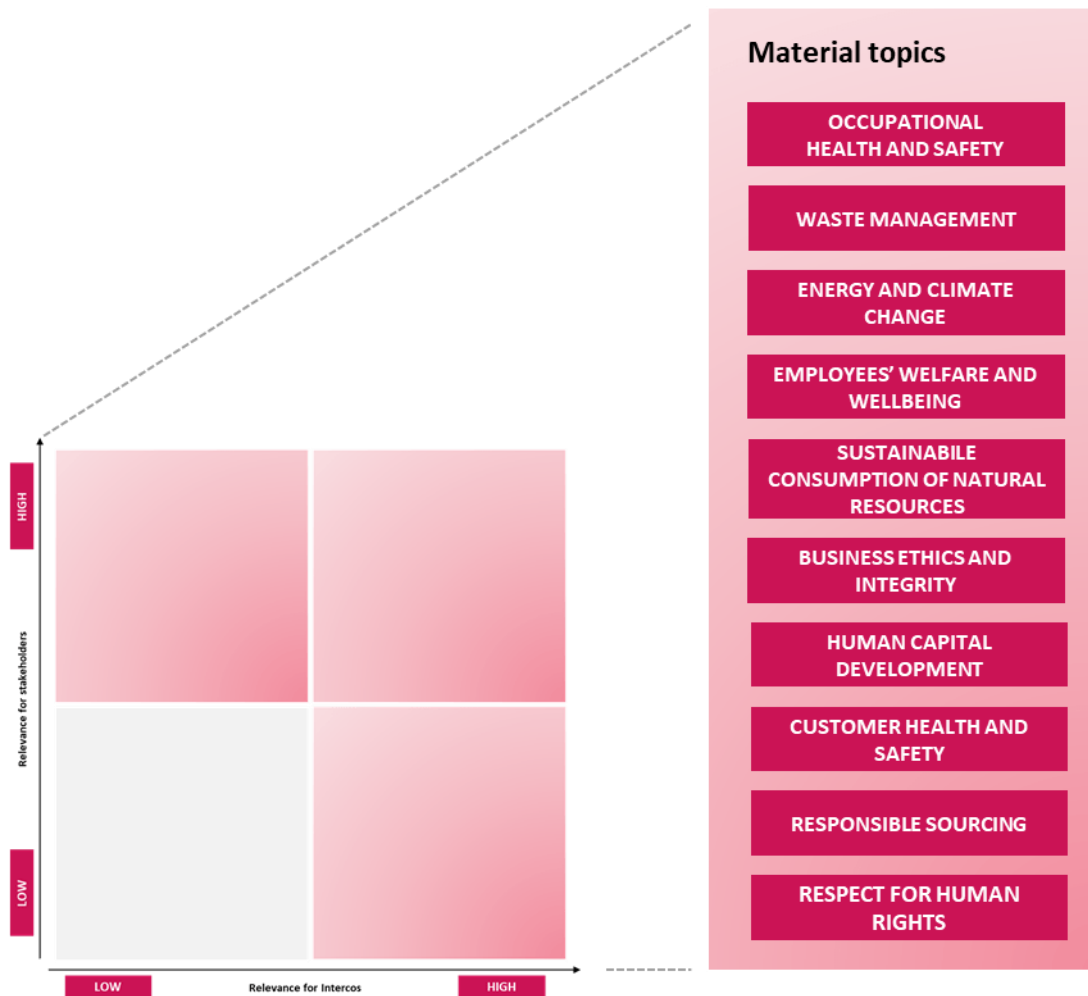 Material topics
OCCUPATIONAL
HEALTH AND SAFETY
WASTE MANAGEMENT
ENERGY AND CLIMATE
CHANGE
EMPLOYEES’ WELFARE AND
WELLBEING
SUSTAINABILE
CONSUMPTION OF NATURAL
RESOURCES
BUSINESS ETHICS AND
INTEGRITY
HUMAN CAPITAL
DEVELOPMENT
CUSTOMER HEALTH AND
SAFETY
RESPONSIBLE SOURCING
RESPECT FOR HUMAN
RIGHTS
HIGH
Relevance for stakeholders
LOW
LOW
Relevance for Intercos
HIGH